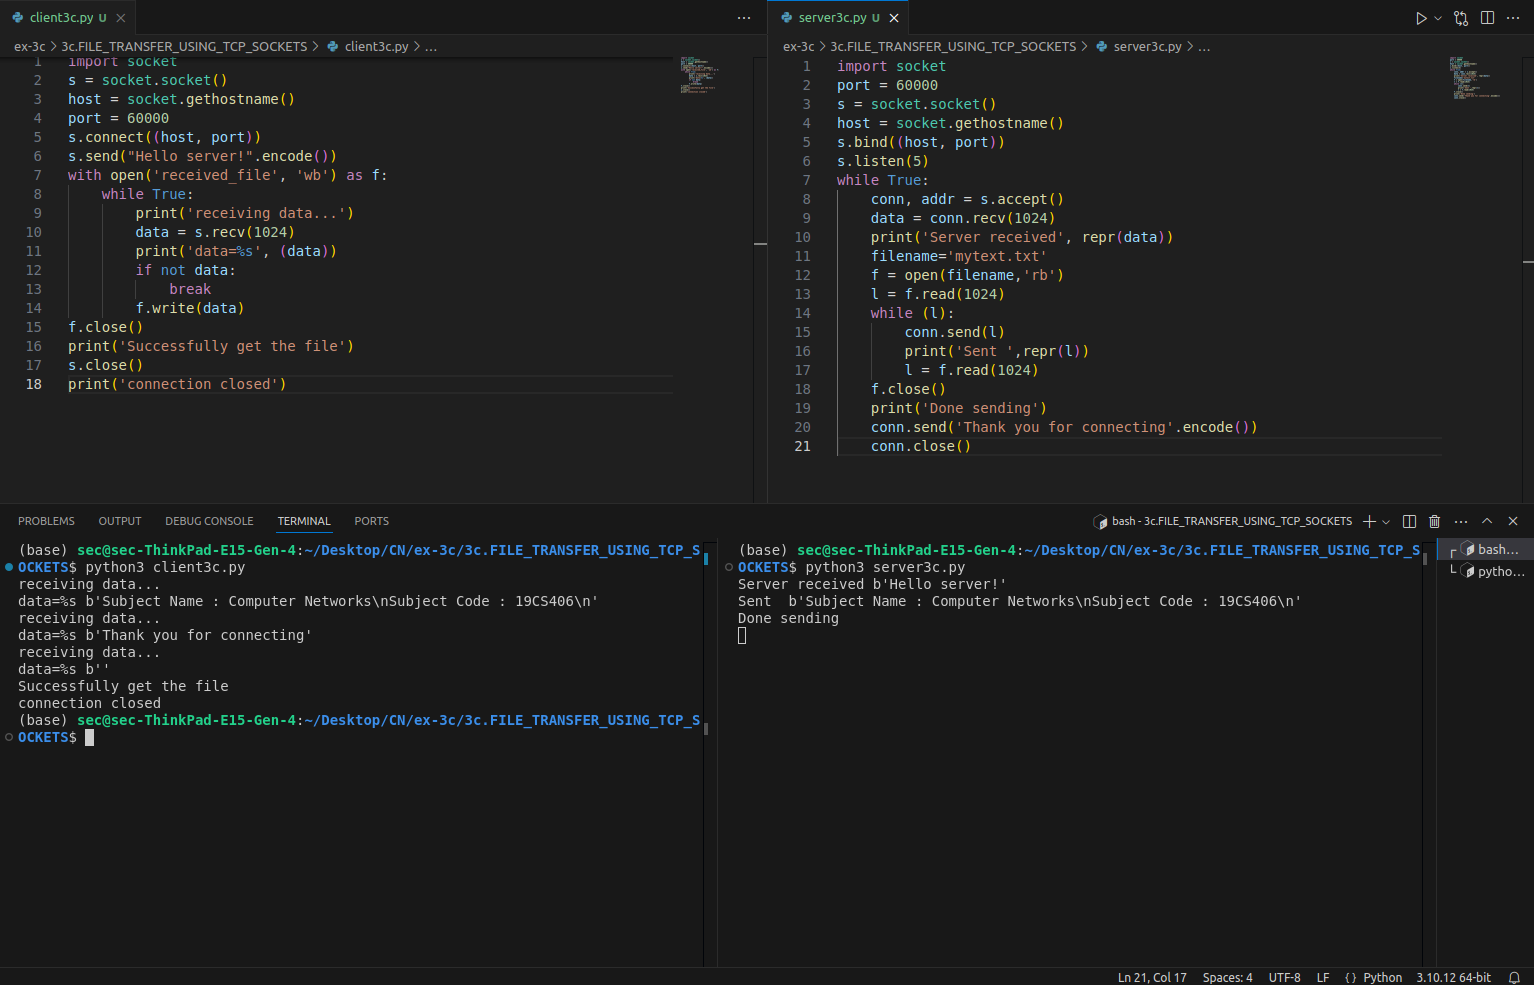 client3c.py U
ex-3c > 3c.FILE_TRANSFER_USING_TCP_SOCKETS > client3c.py > ...
1 import socket
2 s = socket.socket()
3 host = socket.gethostname()
4 port = 60000
5 s.connect((host, port))
6 s.send("Hello server!".encode())
7 with open('received_file', 'wb') as f:
8     while True:
9         print('receiving data...')
10         data = s.recv(1024)
11         print('data=%s', (data))
12         if not data:
13             break
14         f.write(data)
15 f.close()
16 print('Successfully get the file')
17 s.close()
18 print('connection closed')
server3c.py U
ex-3c > 3c.FILE_TRANSFER_USING_TCP_SOCKETS > server3c.py > ...
1 import socket
2 port = 60000
3 s = socket.socket()
4 host = socket.gethostname()
5 s.bind((host, port))
6 s.listen(5)
7 while True:
8     conn, addr = s.accept()
9     data = conn.recv(1024)
10     print('Server received', repr(data))
11     filename='mytext.txt'
12     f = open(filename,'rb')
13     l = f.read(1024)
14     while (l):
15         conn.send(l)
16         print('Sent ',repr(l))
17         l = f.read(1024)
18     f.close()
19     print('Done sending')
20     conn.send('Thank you for connecting'.encode())
21     conn.close()
PROBLEMS OUTPUT DEBUG CONSOLE TERMINAL PORTS
bash - 3c.FILE_TRANSFER_USING_TCP_SOCKETS
(base) sec@sec-ThinkPad-E15-Gen-4:~/Desktop/CN/ex-3c/3c.FILE_TRANSFER_USING_TCP_S
OCKETS$ python3 client3c.py
receiving data...
data=%s b'Subject Name : Computer Networks\nSubject Code : 19CS406\n'
receiving data...
data=%s b'Thank you for connecting'
receiving data...
data=%s b''
Successfully get the file
connection closed
(base) sec@sec-ThinkPad-E15-Gen-4:~/Desktop/CN/ex-3c/3c.FILE_TRANSFER_USING_TCP_S
OCKETS$
(base) sec@sec-ThinkPad-E15-Gen-4:~/Desktop/CN/ex-3c/3c.FILE_TRANSFER_USING_TCP_S
OCKETS$ python3 server3c.py
Server received b'Hello server!'
Sent  b'Subject Name : Computer Networks\nSubject Code : 19CS406\n'
Done sending
bash...
pytho...
Ln 21, Col 17 Spaces: 4 UTF-8 LF {} Python 3.10.12 64-bit